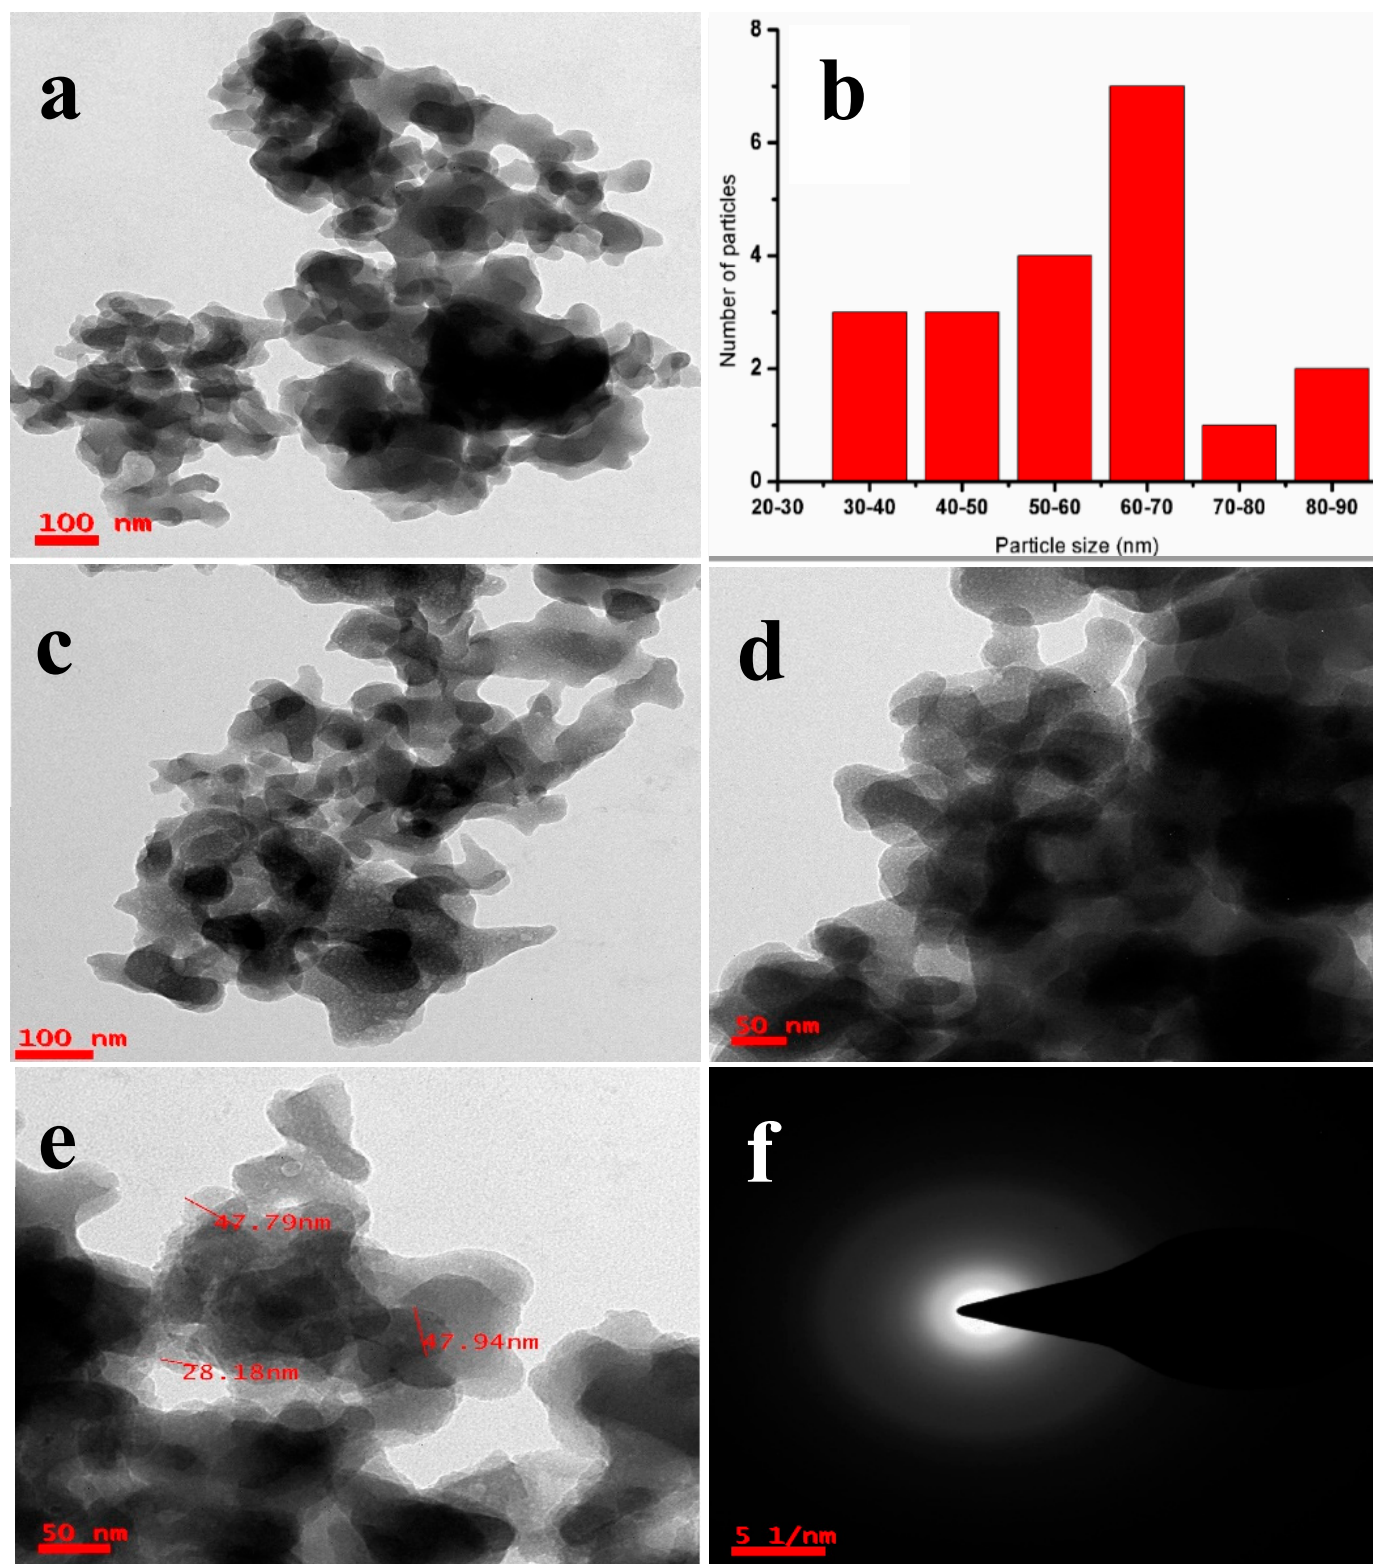 a
100 nm
b
8
6
4
2
0
Number of particles
20-30 30-40 40-50 50-60 60-70 70-80 80-90
Particle size (nm)
c
100 nm
d
50 nm
e
47.79nm
47.94nm
28.18nm
50 nm
f
5 1/nm